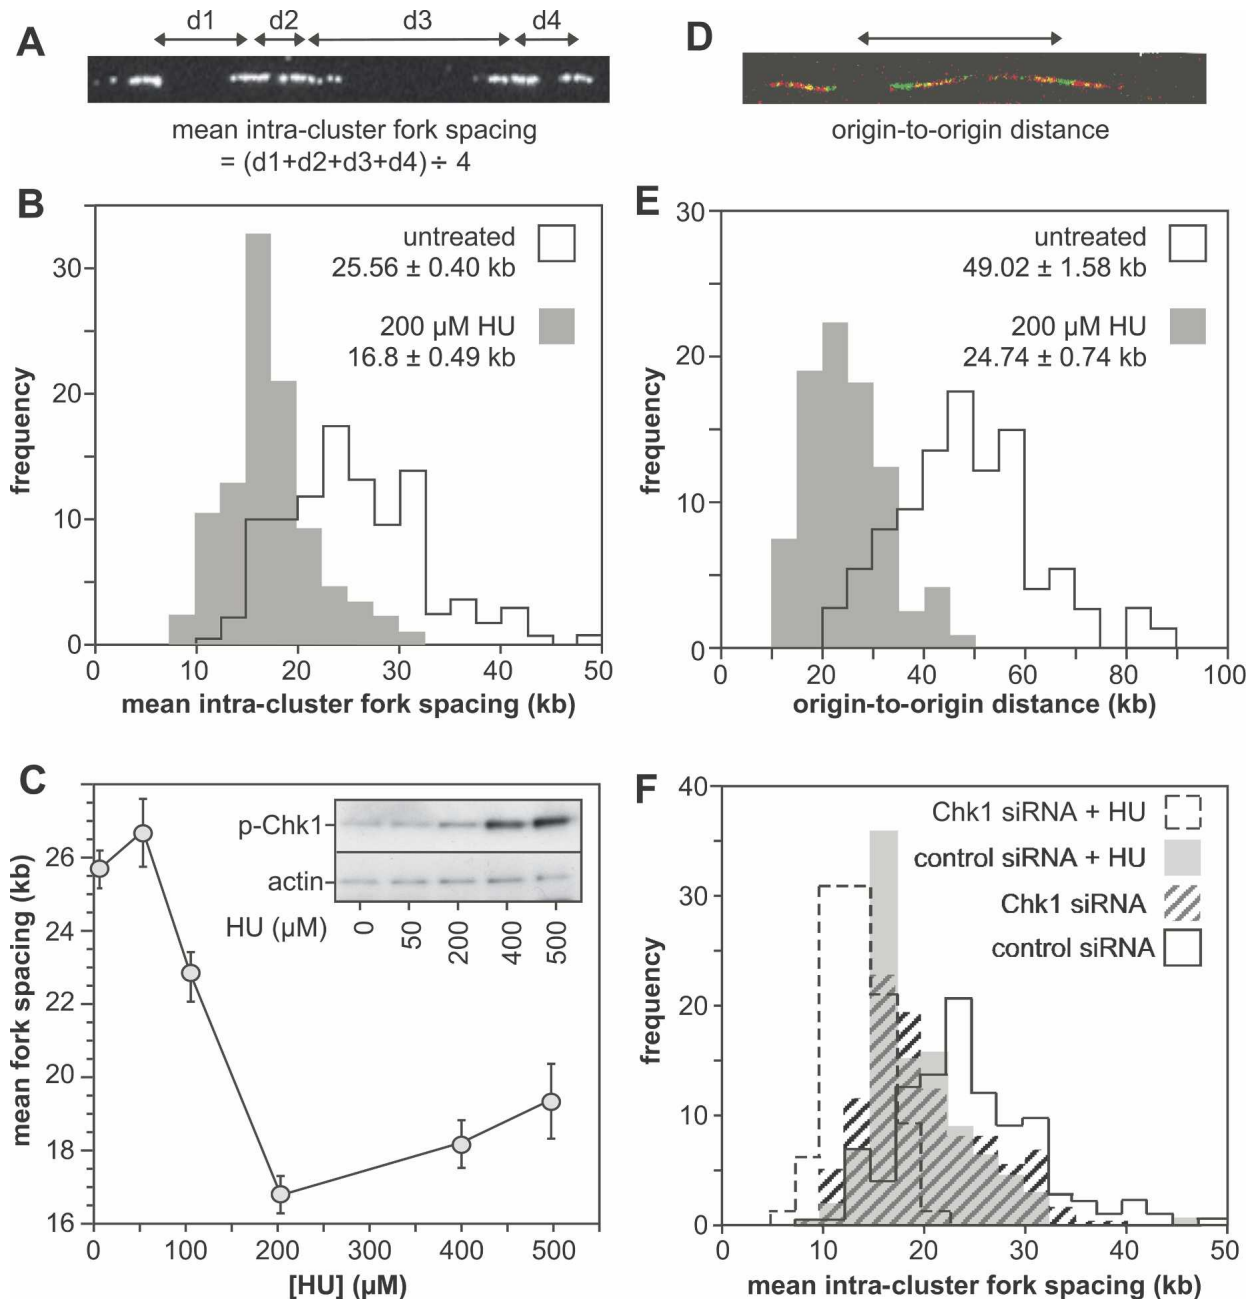 A
d1
d2
d3
d4
mean intra-cluster fork spacing
= (d1+d2+d3+d4) ÷ 4
D
origin-to-origin distance
B
untreated
25.56 ± 0.40 kb
200 µM HU
16.8 ± 0.49 kb
frequency
30
20
10
0
0
10
20
30
40
50
mean intra-cluster fork spacing (kb)
E
untreated
49.02 ± 1.58 kb
200 µM HU
24.74 ± 0.74 kb
frequency
30
20
10
0
0
20
40
60
80
100
origin-to-origin distance (kb)
C
p-Chk1
actin
HU (µM)
0
50
200
400
500
mean fork spacing (kb)
26
24
22
20
18
16
0
100
200
300
400
500
[HU] (µM)
F
Chk1 siRNA + HU
control siRNA + HU
Chk1 siRNA
control siRNA
frequency
40
30
20
10
0
10
20
30
40
50
mean intra-cluster fork spacing (kb)